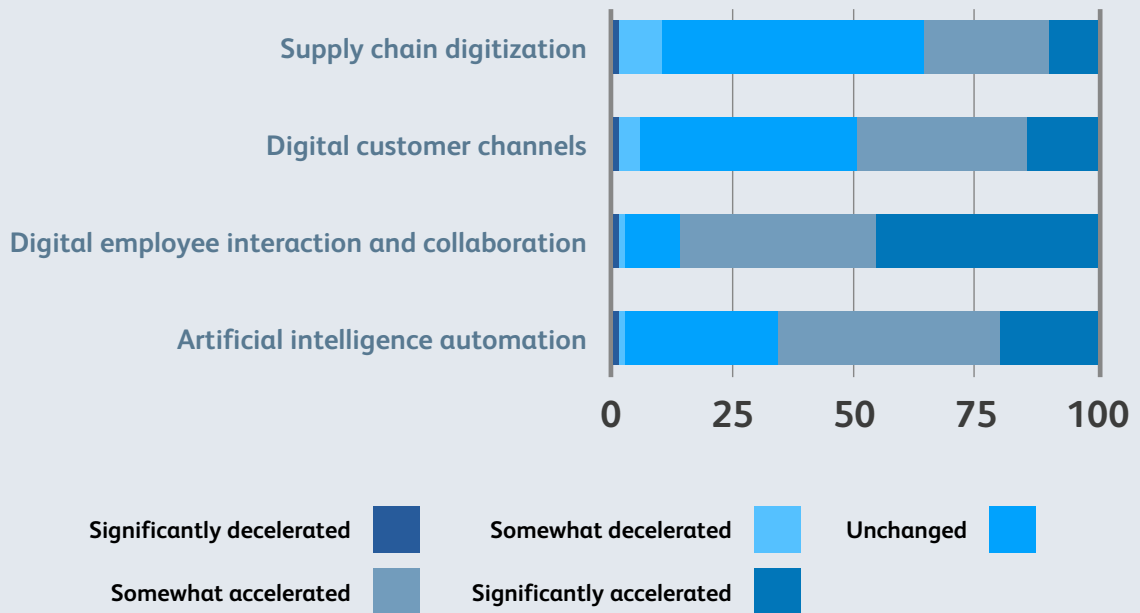 Supply chain digitization
Digital customer channels
Digital employee interaction and collaboration
Artificial intelligence automation
0 25 50 75 100
Significantly decelerated Somewhat decelerated Unchanged
Somewhat accelerated Significantly accelerated